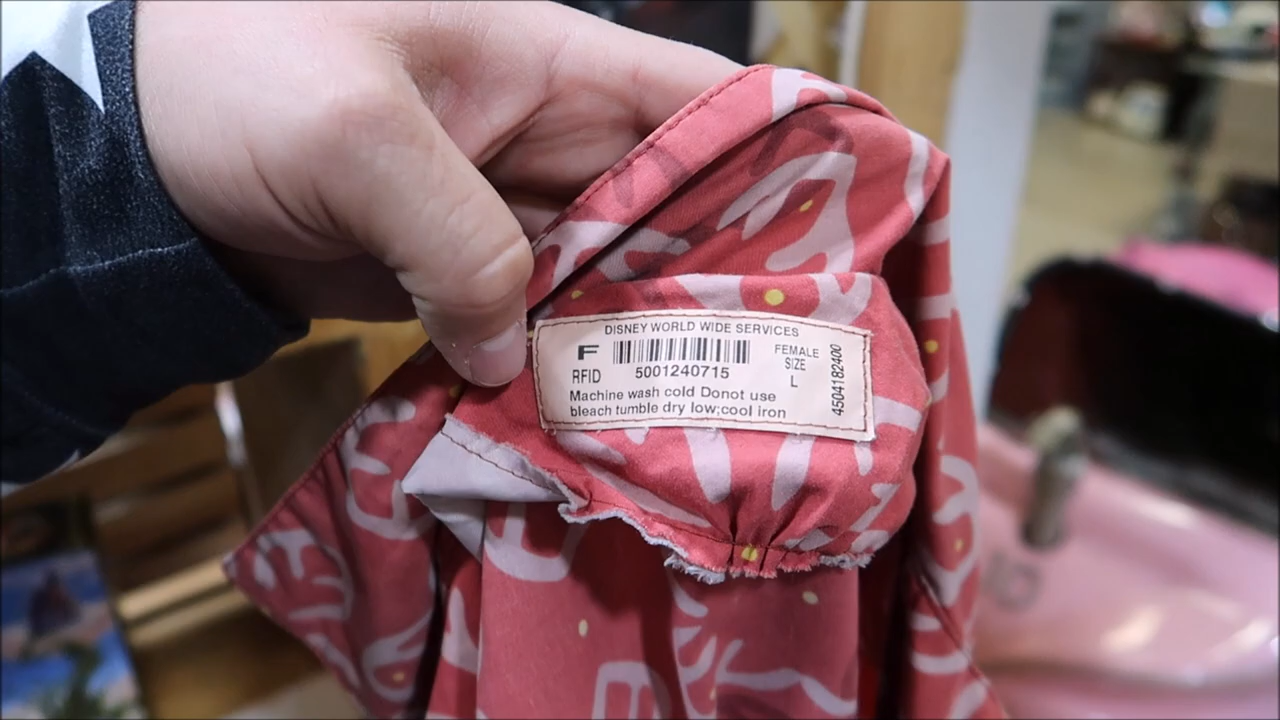 DISNEY WORLD WIDE SERVICES
F
RFID
5001240715
FEMALE
SIZE
L
4504182400
Machine wash cold Donot use
bleach tumble dry low;cool iron